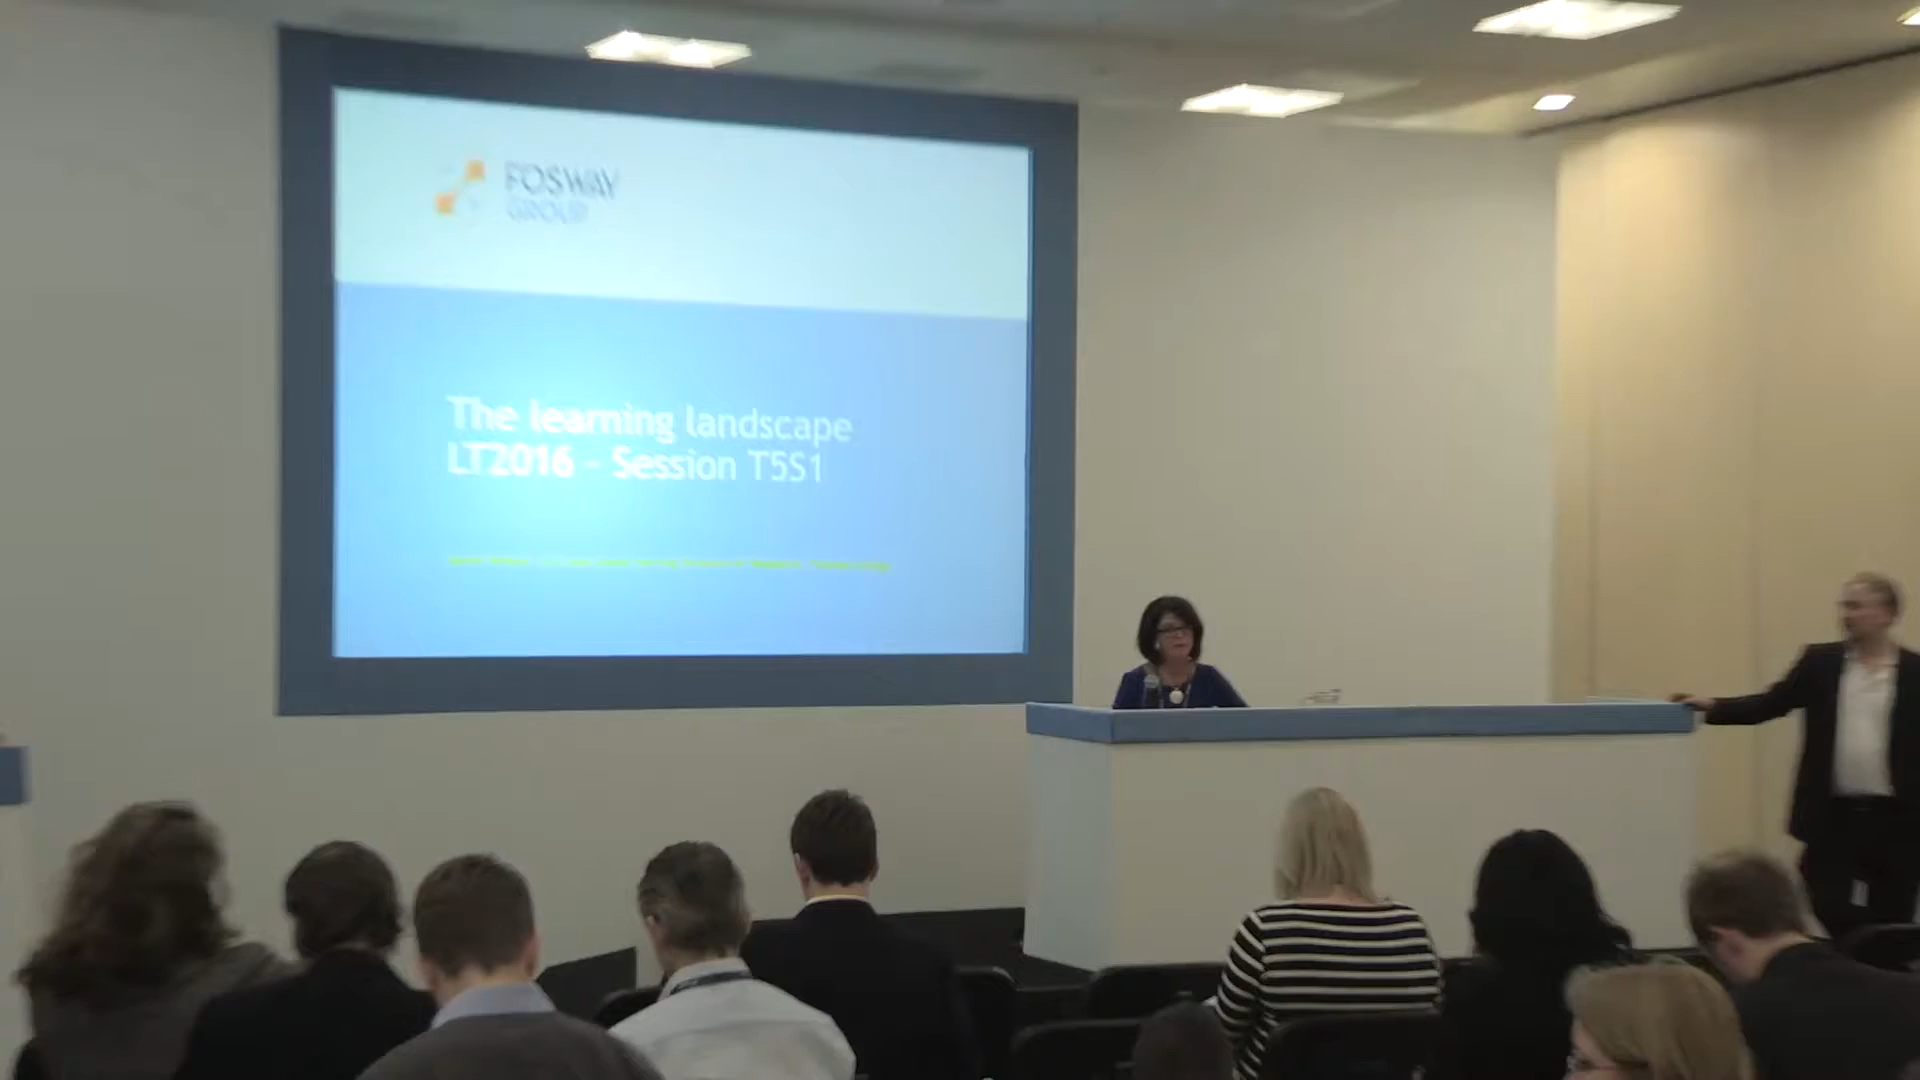 FOSWAY
GROUP
The learning landscape
LT2016 – Session T5S1